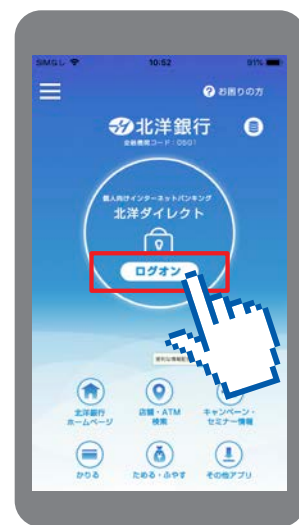 SIMなし 10:52 91%
お困りの方
北洋銀行
金融機関コード：0501
個人向けインターネットバンキング
北洋ダイレクト
ログオン
北洋銀行
ホームページ
店舗・ATM
検索
キャンペーン・
セミナー情報
かりる
ためる・ふやす
その他アプリ